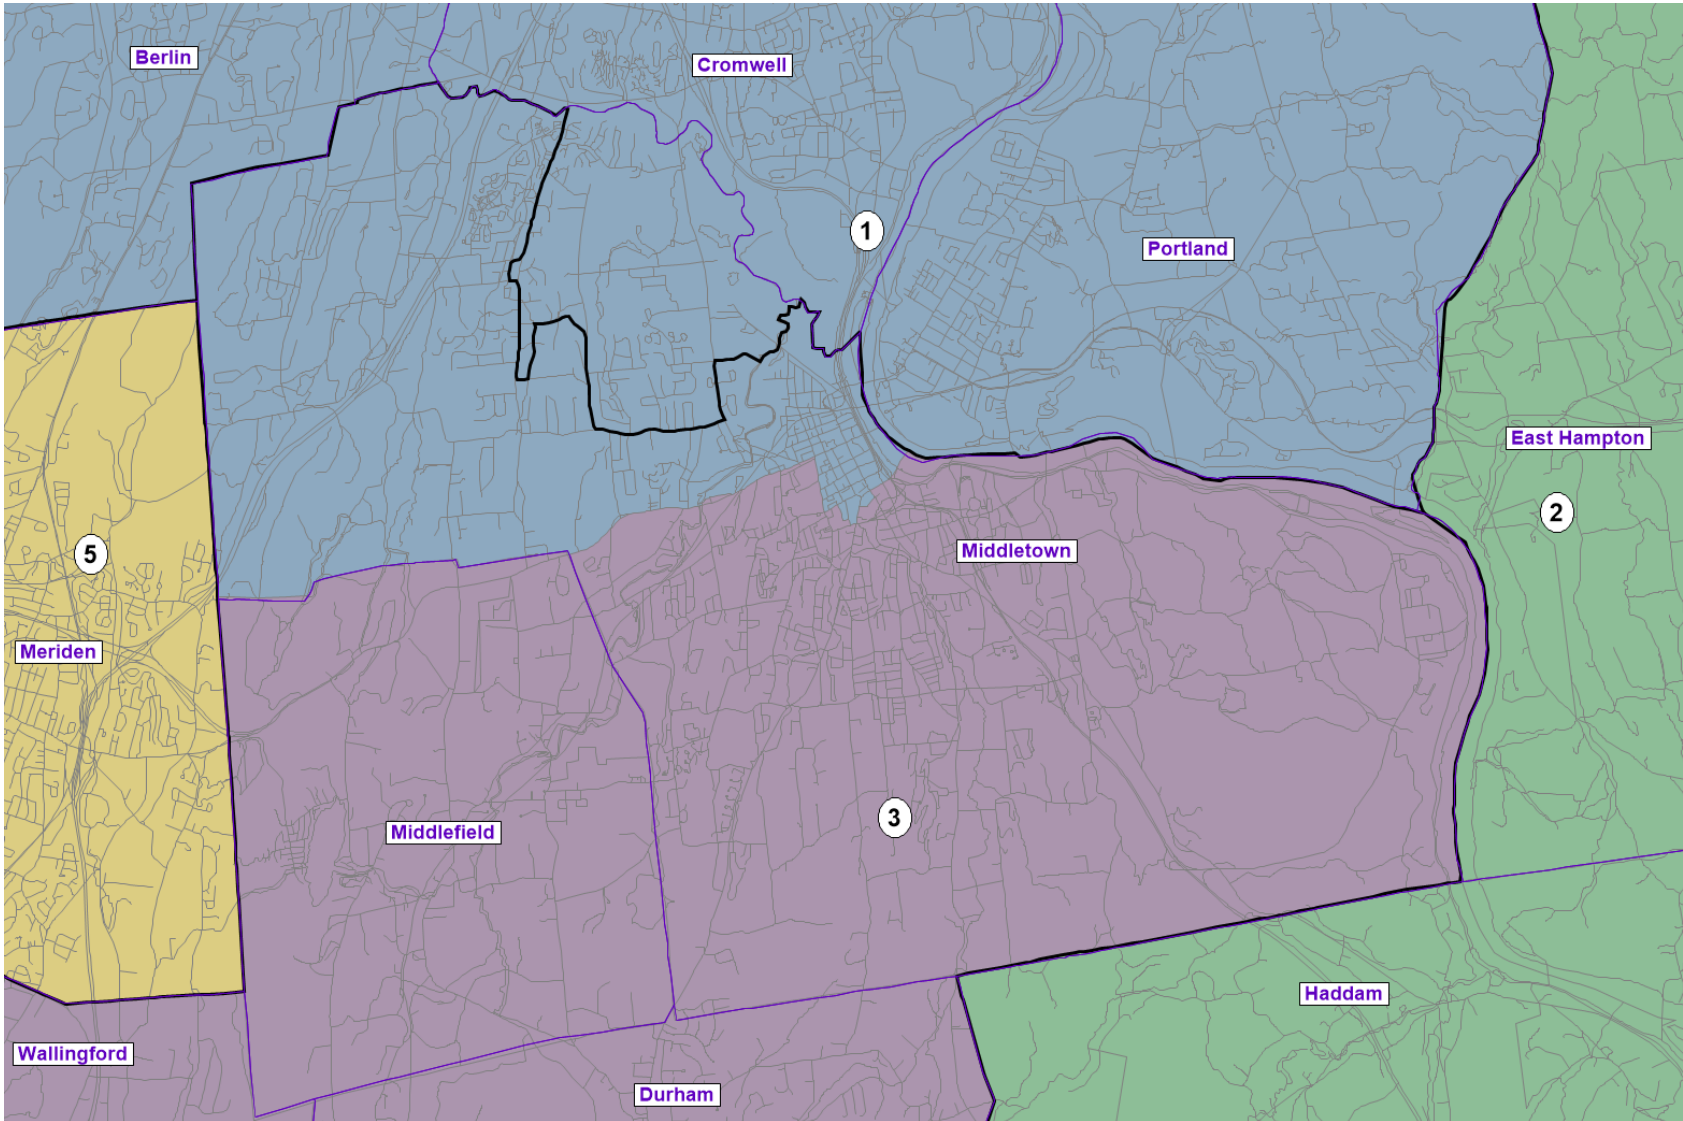 Berlin
Cromwell
1
Portland
East Hampton
2
5
Middletown
Meriden
3
Middlefield
Haddam
Wallingford
Durham